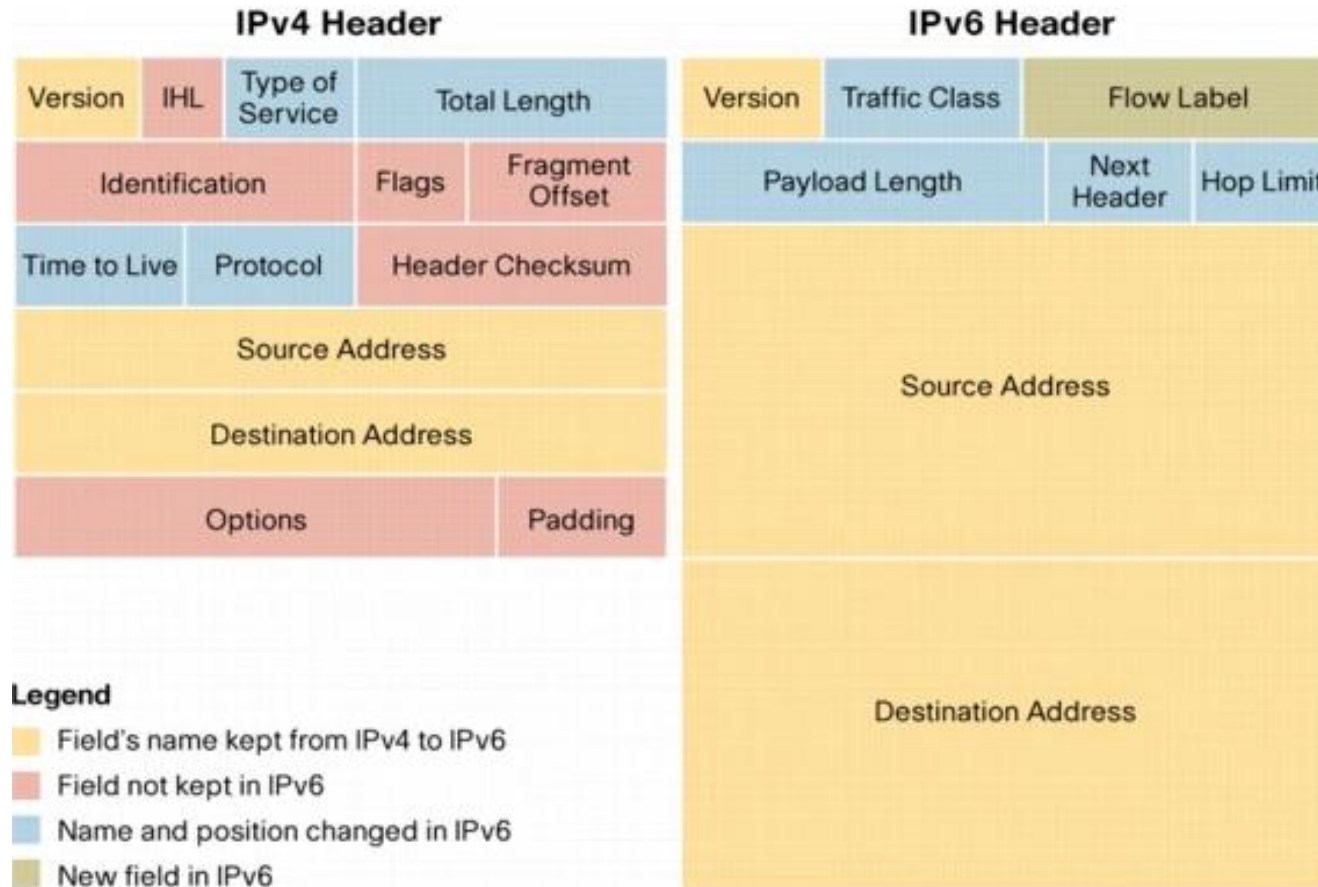 IPv4 Header
IPv6 Header
Version IHL Type of Service Total Length
Identification Flags Fragment Offset
Time to Live Protocol Header Checksum
Source Address
Destination Address
Options Padding
Version Traffic Class Flow Label
Payload Length Next Header Hop Limit
Source Address
Destination Address
Legend
Field's name kept from IPv4 to IPv6
Field not kept in IPv6
Name and position changed in IPv6
New field in IPv6